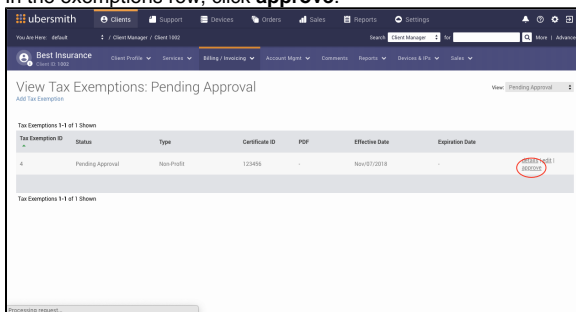 In the exemptions row, click approve.
ubersmith Clients Support Devices Orders Sales Reports Settings
You Are Here: default / Client Manager / Client 1002 Search Client Manager for More | Advance
Best Insurance Client Profile Services Billing / Invoicing Account Mgmt Comments Reports Devices & IPs Sales
Client ID: 1002
View Tax Exemptions: Pending Approval View: Pending Approval
Add Tax Exemption
Tax Exemptions 1-1 of 1 Shown
Tax Exemption ID Status Type Certificate ID PDF Effective Date Expiration Date
4 Pending Approval Non-Profit 123456 - Nov/07/2018 - details | edit |
approve
Tax Exemptions 1-1 of 1 Shown
Processing request...